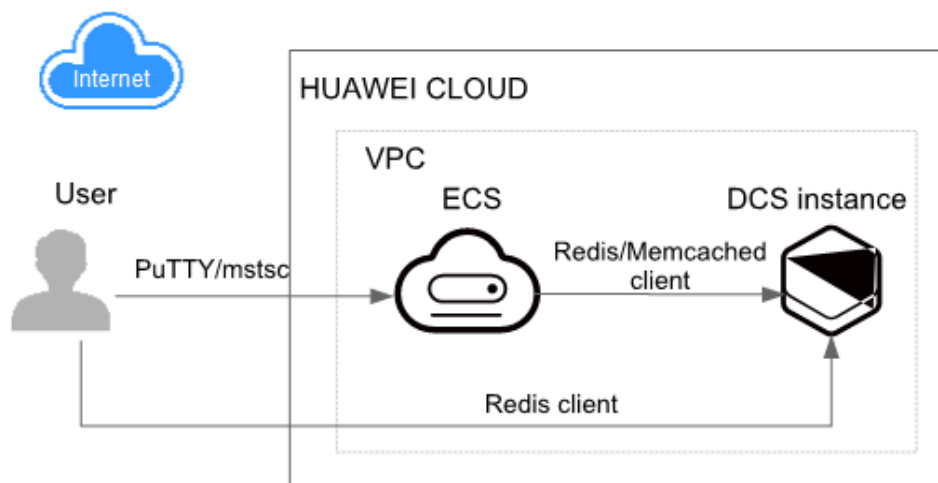 Internet
HUAWEI CLOUD
VPC
User
ECS
DCS instance
PuTTY/mstsc
Redis/Memcached
client
Redis client